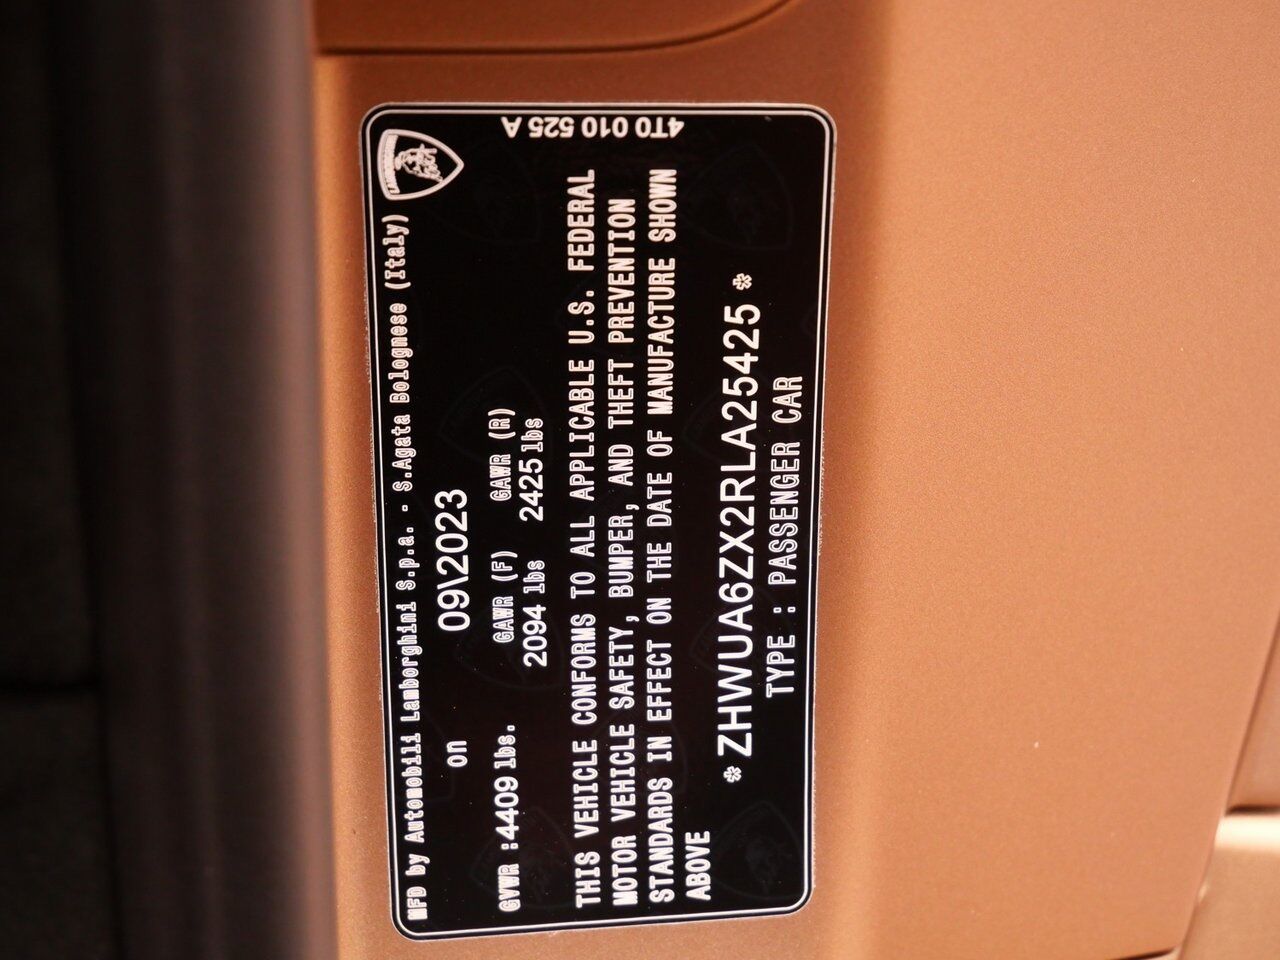 MFD by Automobili Lamborghini S.p.a. - S.Agata Bolognese (Italy)
on 09\2023
GVWR :4409 lbs. GAWR (F) GAWR (R)
2094 lbs 2425 lbs
THIS VEHICLE CONFORMS TO ALL APPLICABLE U.S. FEDERAL
MOTOR VEHICLE SAFETY, BUMPER, AND THEFT PREVENTION
STANDARDS IN EFFECT ON THE DATE OF MANUFACTURE SHOWN
ABOVE
* ZHWUA6ZX2RLA25425 *
TYPE : PASSENGER CAR
4T0 010 525 A